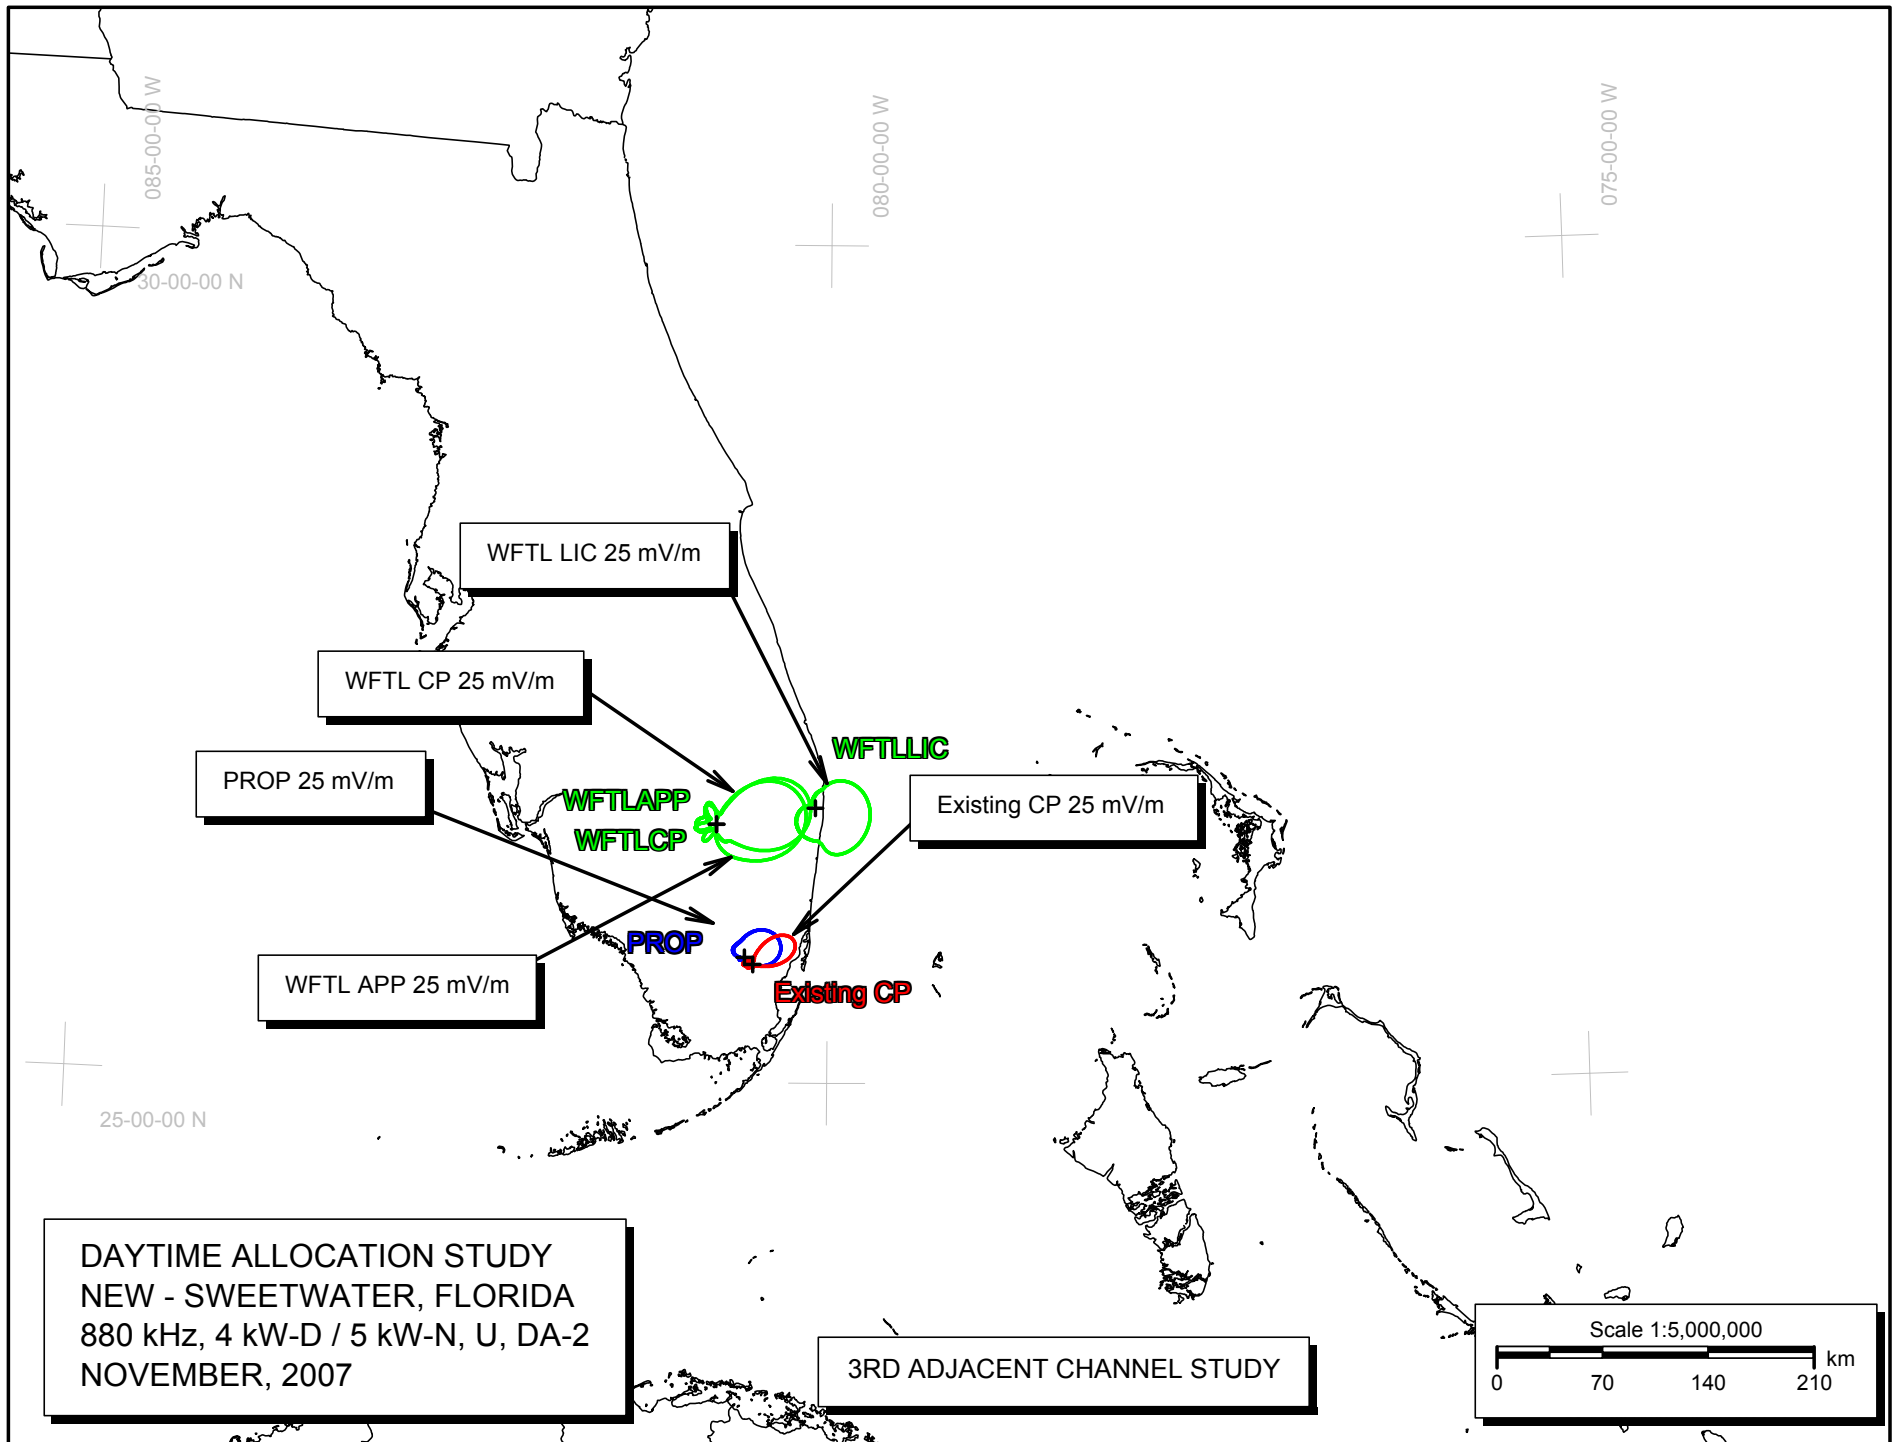 085-00-00 W
080-00-00 W
075-00-00 W
30-00-00 N
WFTL LIC 25 mV/m
WFTL CP 25 mV/m
WFTLLIC
PROP 25 mV/m
WFTLAPP
Existing CP 25 mV/m
WFTLCP
PROP
WFTL APP 25 mV/m
Existing CP
25-00-00 N
DAYTIME ALLOCATION STUDY
NEW - SWEETWATER, FLORIDA
880 kHz, 4 kW-D / 5 kW-N, U, DA-2
NOVEMBER, 2007
3RD ADJACENT CHANNEL STUDY
Scale 1:5,000,000
km
0 70 140 210